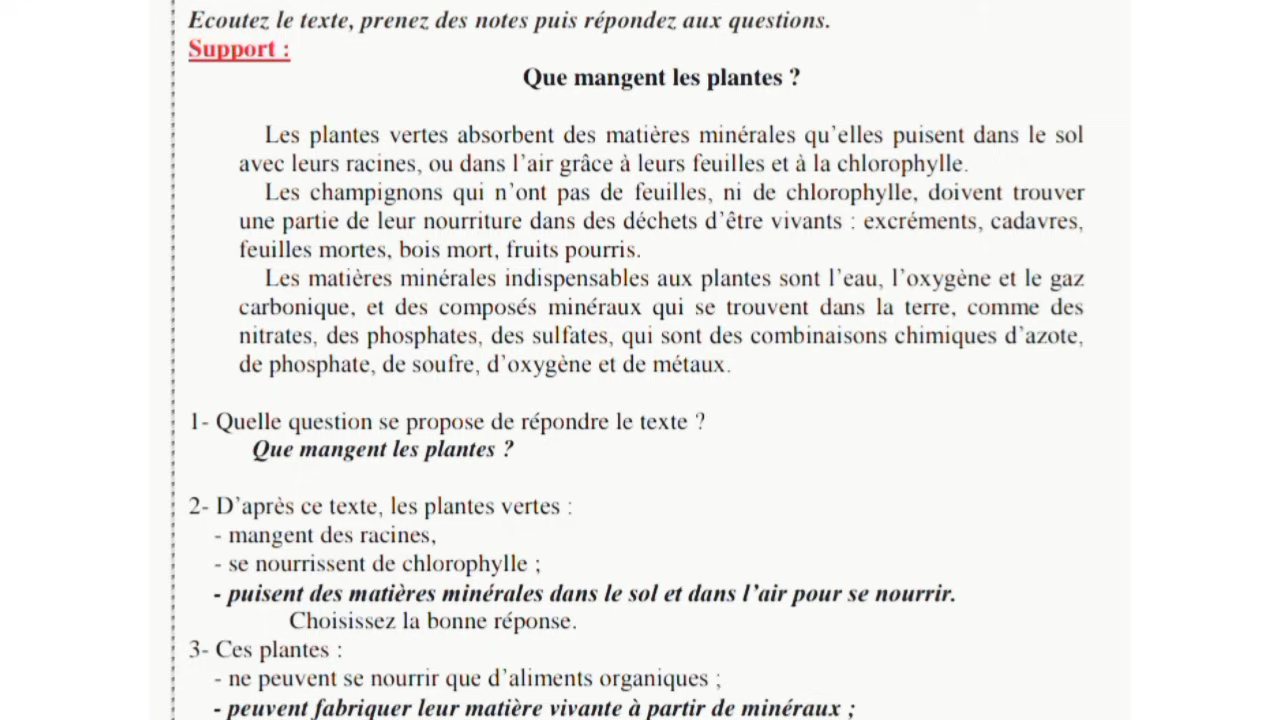 Ecoutez le texte, prenez des notes puis répondez aux questions.
Support :
Que mangent les plantes ?
Les plantes vertes absorbent des matières minérales qu'elles puisent dans le sol
avec leurs racines, ou dans l'air grâce à leurs feuilles et à la chlorophylle.
Les champignons qui n'ont pas de feuilles, ni de chlorophylle, doivent trouver
une partie de leur nourriture dans des déchets d'être vivants : excréments, cadavres,
feuilles mortes, bois mort, fruits pourris.
Les matières minérales indispensables aux plantes sont l'eau, l'oxygène et le gaz
carbonique, et des composés minéraux qui se trouvent dans la terre, comme des
nitrates, des phosphates, des sulfates, qui sont des combinaisons chimiques d'azote,
de phosphate, de soufre, d'oxygène et de métaux.
1- Quelle question se propose de répondre le texte ?
Que mangent les plantes ?
2- D'après ce texte, les plantes vertes :
- mangent des racines,
- se nourrissent de chlorophylle ;
- puisent des matières minérales dans le sol et dans l'air pour se nourrir.
Choisissez la bonne réponse.
3- Ces plantes :
- ne peuvent se nourrir que d'aliments organiques ;
- peuvent fabriquer leur matière vivante à partir de minéraux ;